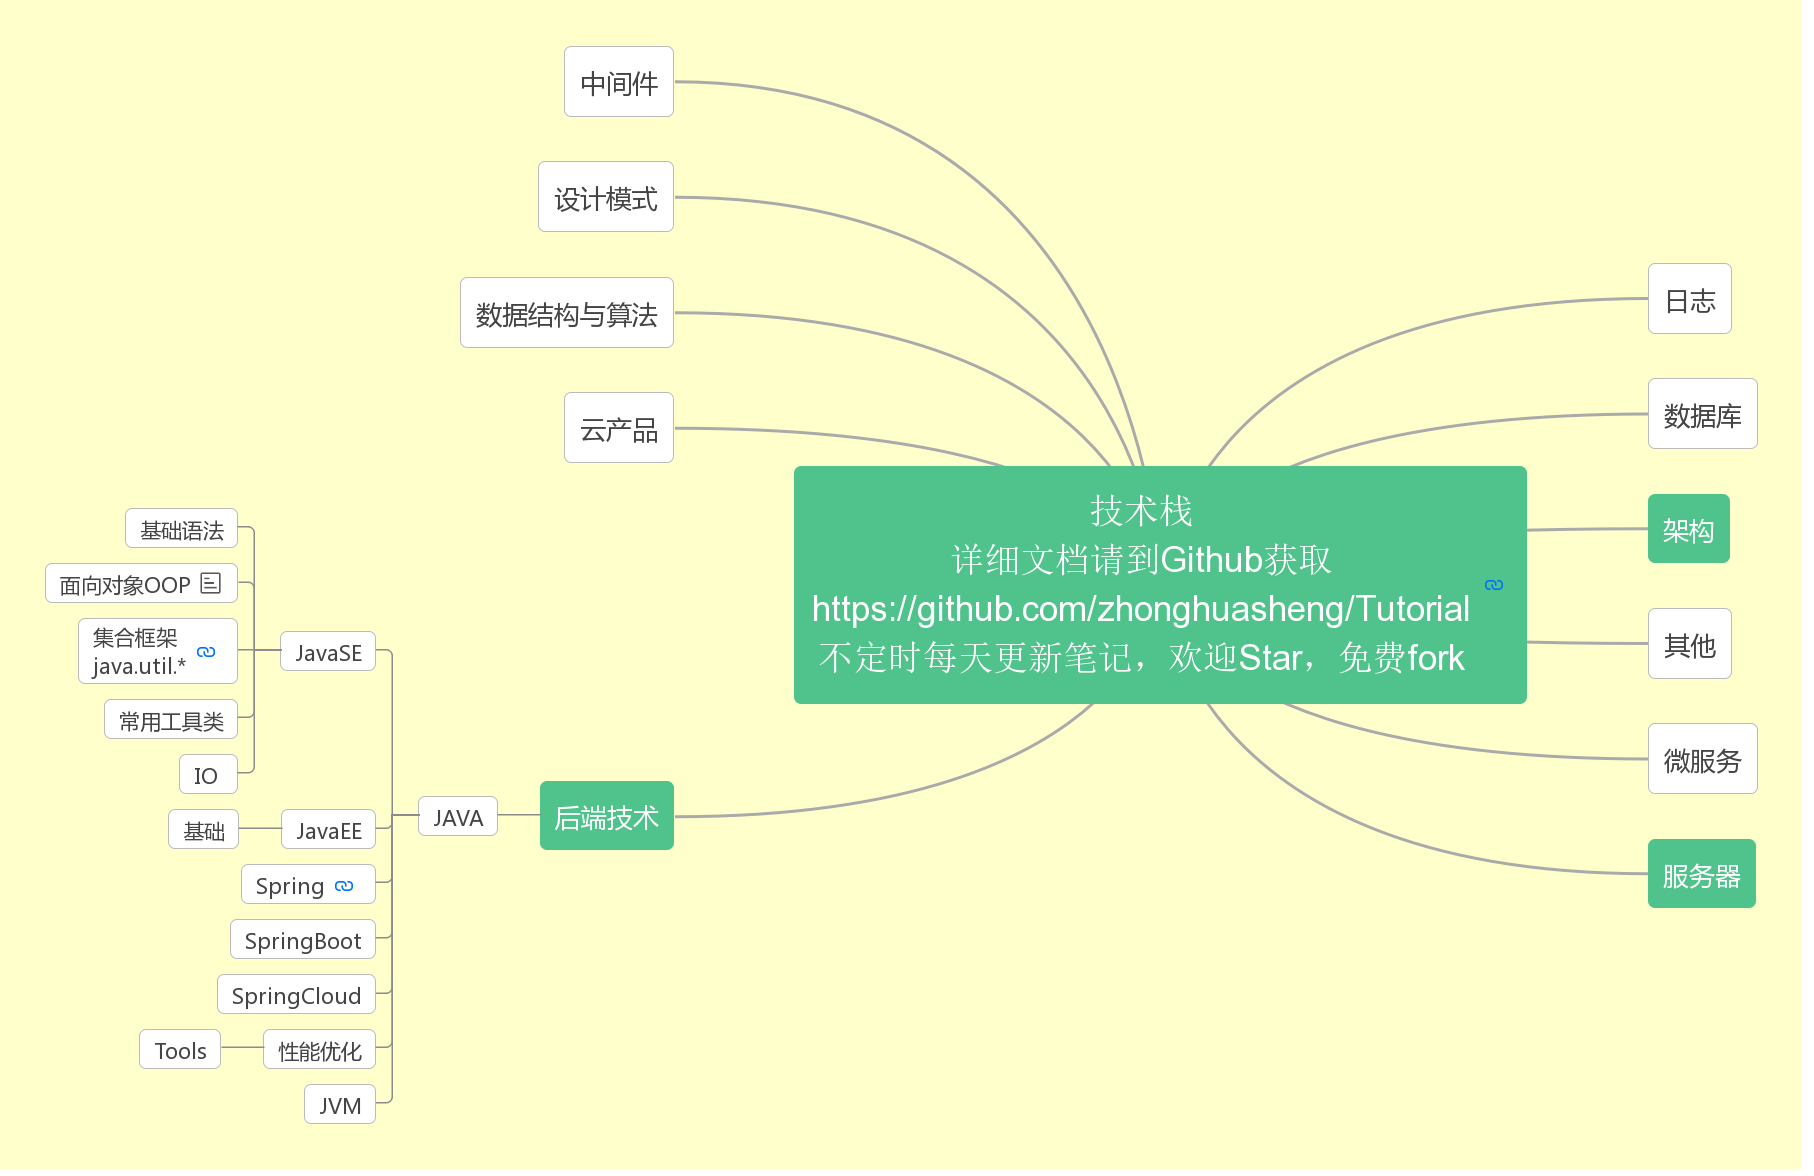 中间件
设计模式
数据结构与算法
云产品
日志
数据库
架构
其他
微服务
服务器
技术栈
详细文档请到Github获取
https://github.com/zhonghuasheng/Tutorial
不定时每天更新笔记，欢迎Star，免费fork
后端技术
JAVA
JavaSE
基础语法
面向对象OOP
集合框架
java.util.*
常用工具类
IO
JavaEE
基础
Spring
SpringBoot
SpringCloud
性能优化
Tools
JVM